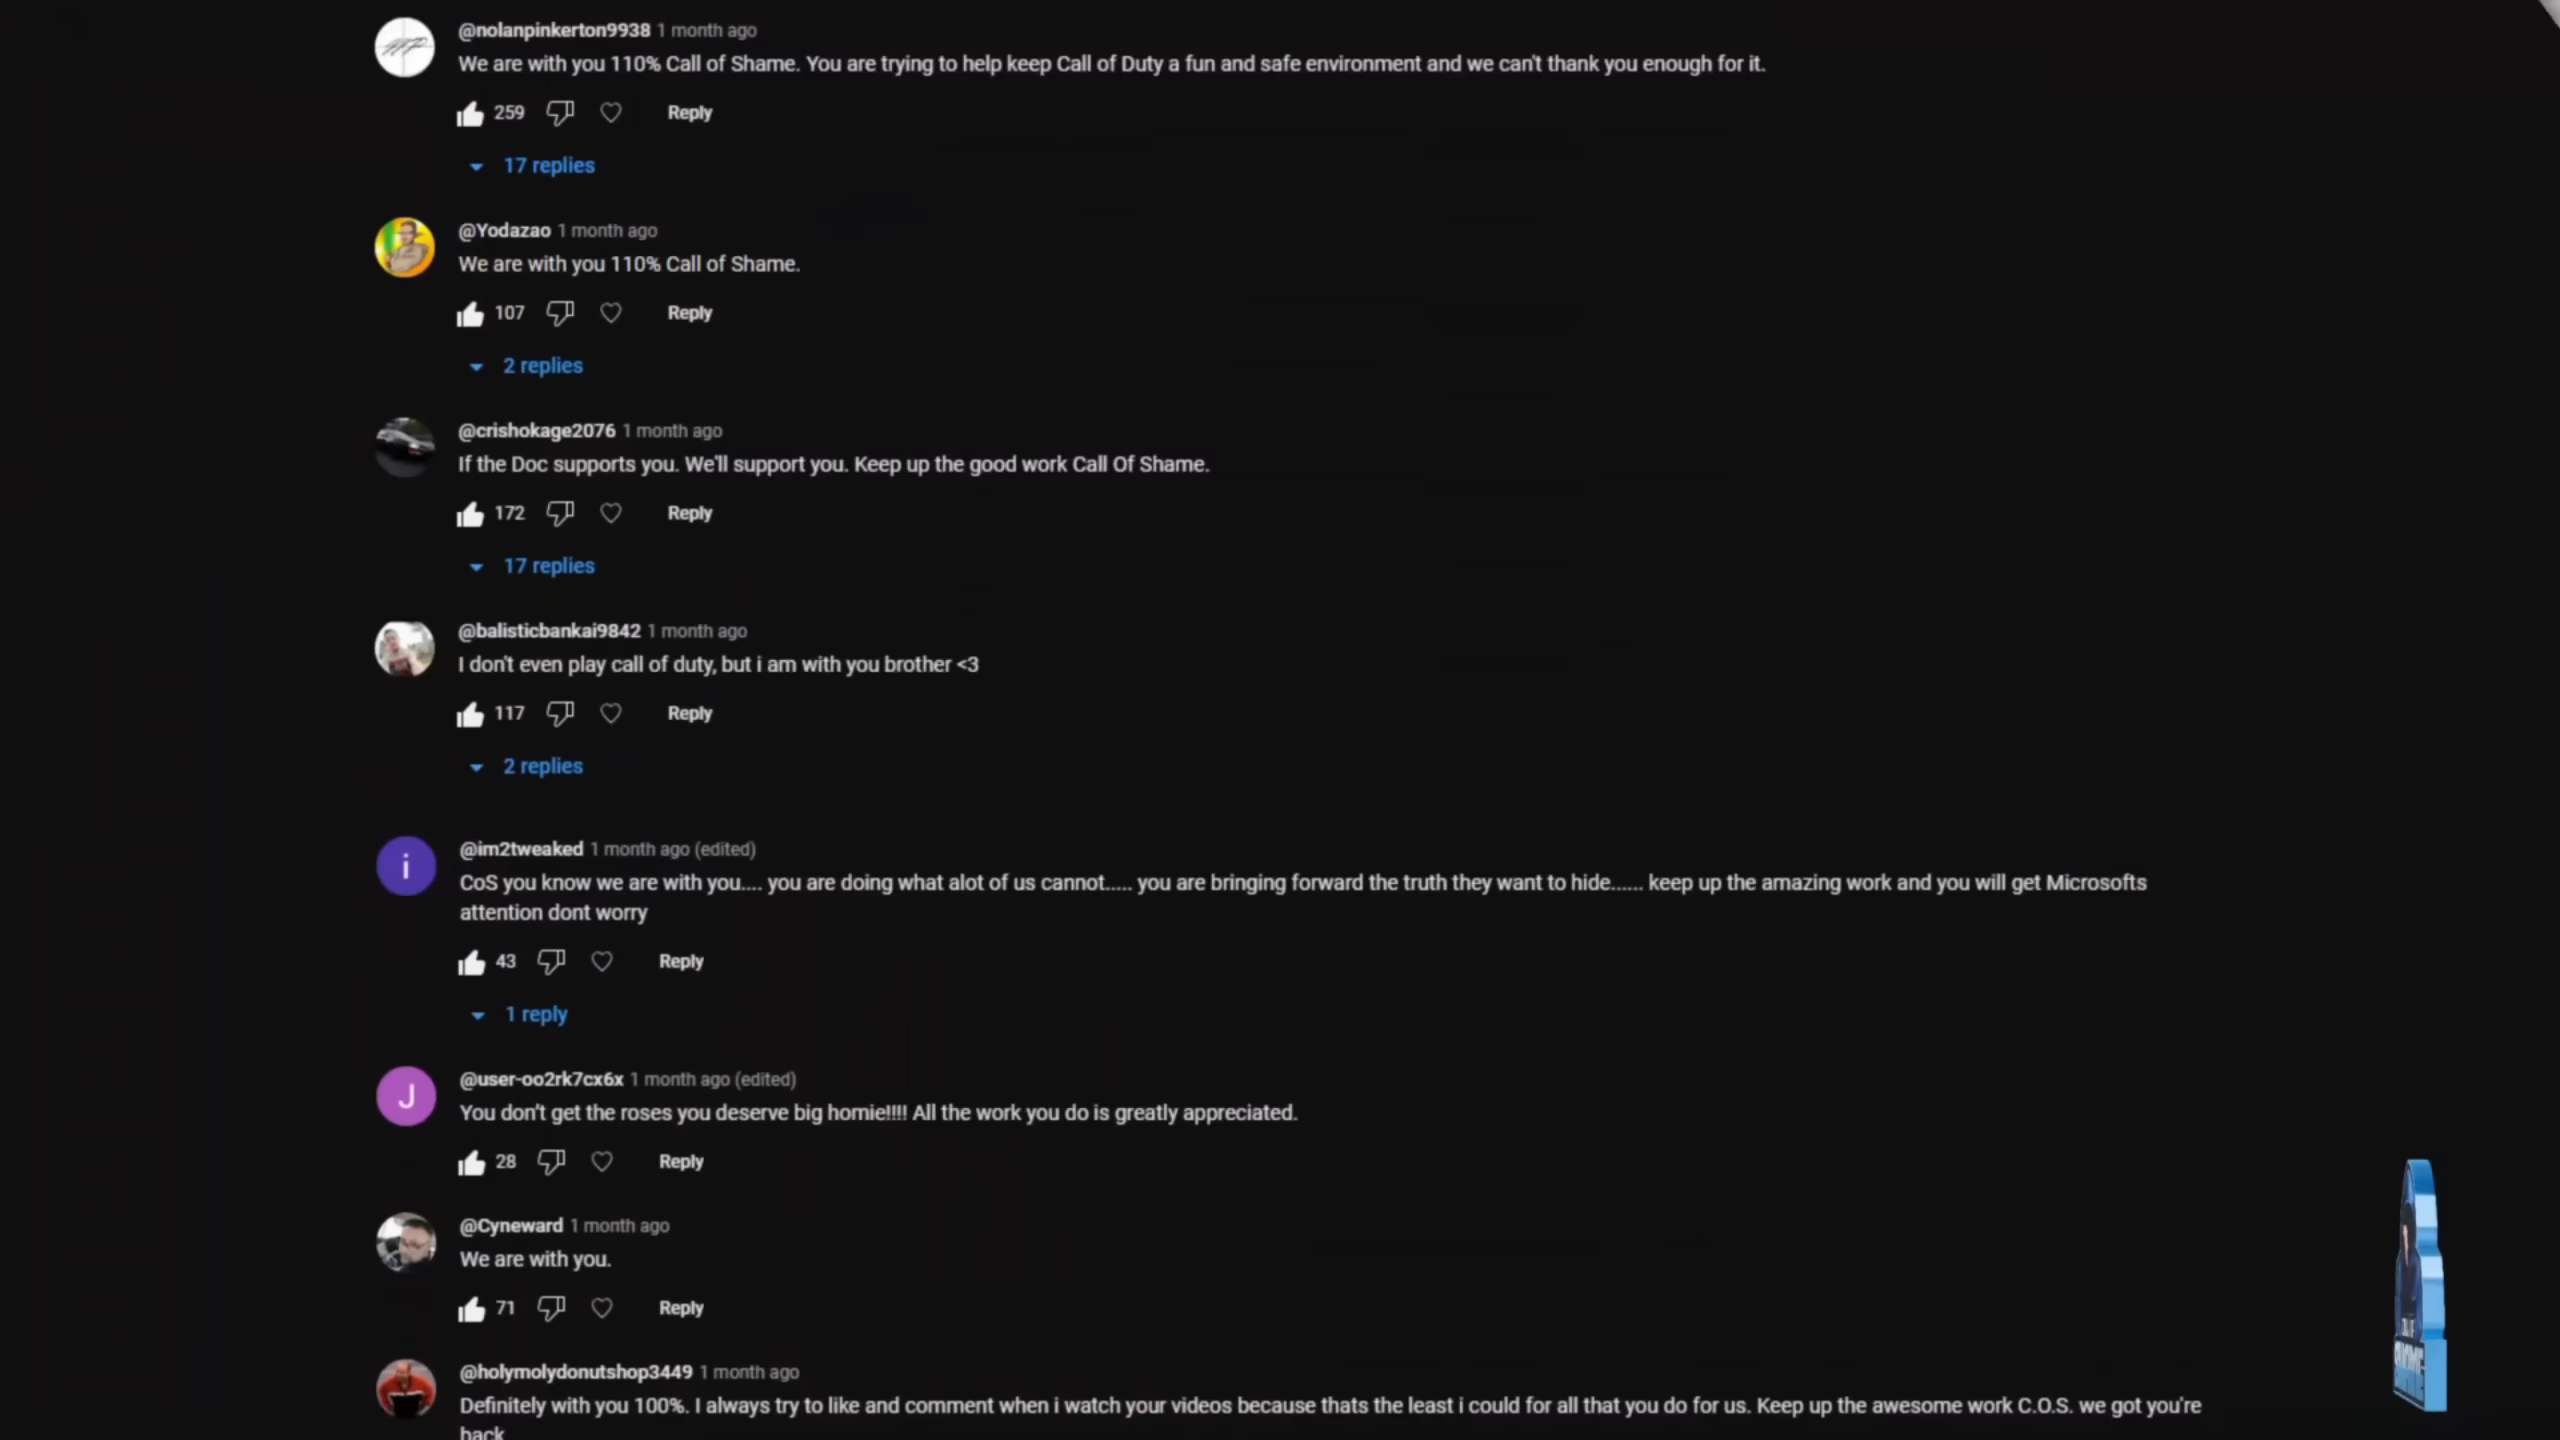 @nolanpinkerton9938 1 month ago
We are with you 110% Call of Shame. You are trying to help keep Call of Duty a fun and safe environment and we can't thank you enough for it.
259 Reply
17 replies
@Yodazao 1 month ago
We are with you 110% Call of Shame.
107 Reply
2 replies
@crishokage2076 1 month ago
If the Doc supports you. We'll support you. Keep up the good work Call Of Shame.
172 Reply
17 replies
@balisticbankai9842 1 month ago
I don't even play call of duty, but i am with you brother <3
117 Reply
2 replies
i
@im2tweaked 1 month ago (edited)
CoS you know we are with you.... you are doing what alot of us cannot..... you are bringing forward the truth they want to hide...... keep up the amazing work and you will get Microsofts
attention dont worry
43 Reply
1 reply
J
@user-oo2rk7cx6x 1 month ago (edited)
You don't get the roses you deserve big homie!!!! All the work you do is greatly appreciated.
28 Reply
@Cyneward 1 month ago
We are with you.
71 Reply
@holymolydonutshop3449 1 month ago
Definitely with you 100%. I always try to like and comment when i watch your videos because thats the least i could for all that you do for us. Keep up the awesome work C.O.S. we got you're
back